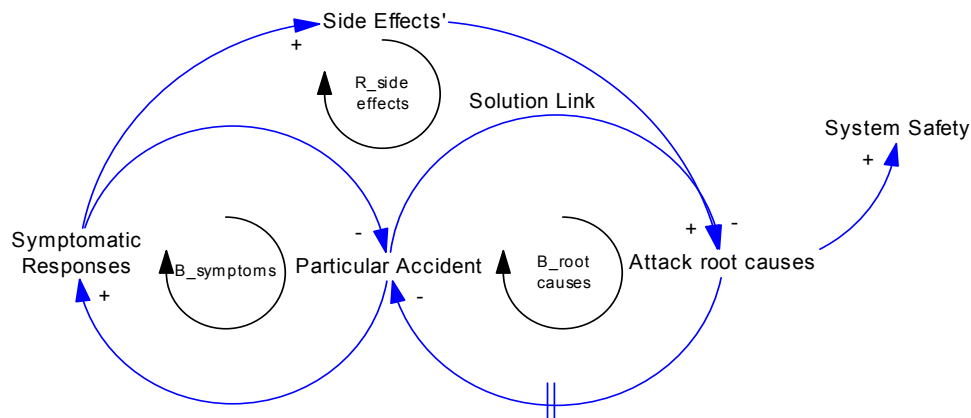 Side Effects'
+
R_side
effects
Solution Link
System Safety
+
Symptomatic
Responses
+
B_symptoms
-
Particular Accident
-
B_root
causes
+
-
Attack root causes